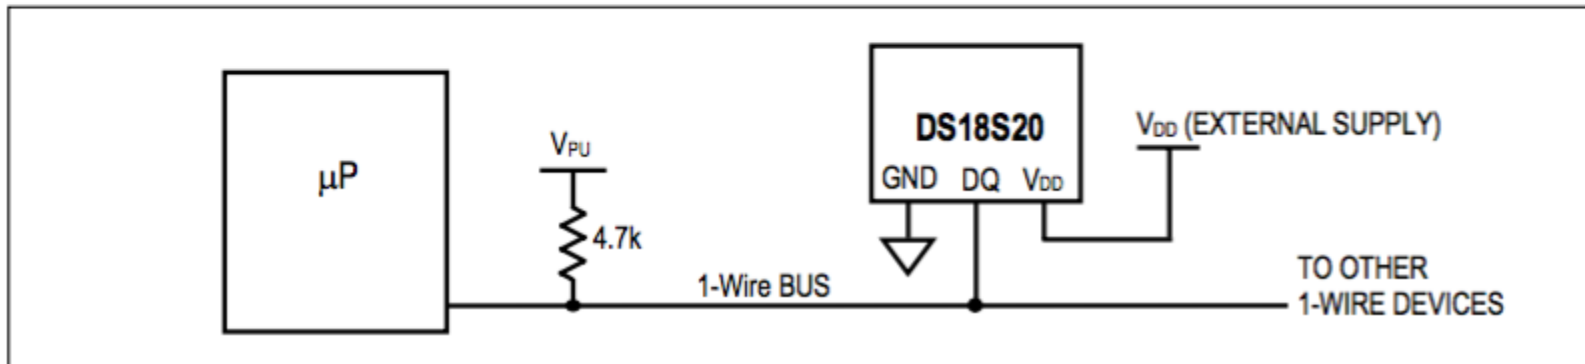 μP
VPU
4.7k
1-Wire BUS
DS18S20
GND DQ VDD
VDD (EXTERNAL SUPPLY)
TO OTHER
1-WIRE DEVICES